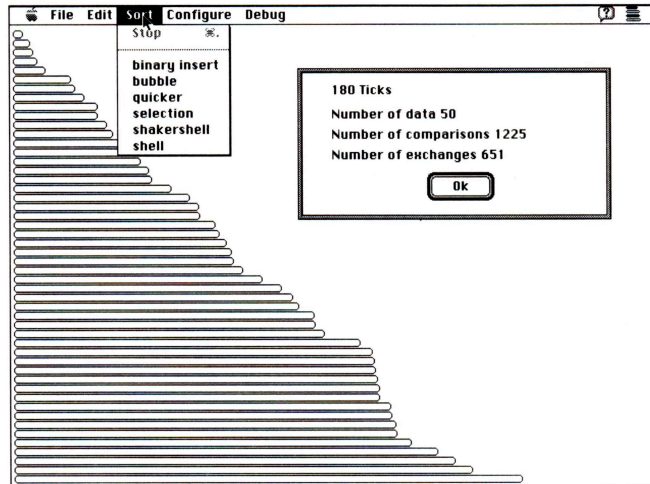 File Edit Sort Configure Debug
Stop ⌘.
binary insert
bubble
quicker
selection
shakershell
shell
180 Ticks
Number of data 50
Number of comparisons 1225
Number of exchanges 651
Ok